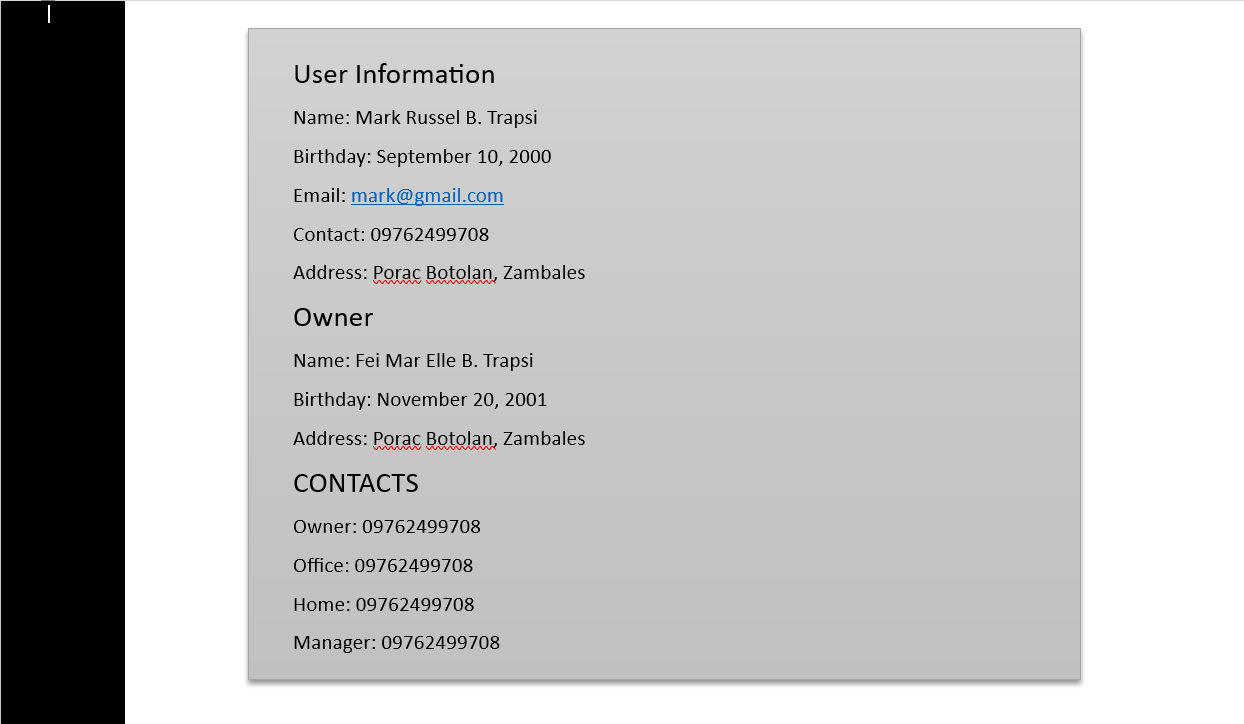 User Information
Name: Mark Russel B. Trapsi
Birthday: September 10, 2000
Email: mark@gmail.com
Contact: 09762499708
Address: Porac Botolan, Zambales
Owner
Name: Fei Mar Elle B. Trapsi
Birthday: November 20, 2001
Address: Porac Botolan, Zambales
CONTACTS
Owner: 09762499708
Office: 09762499708
Home: 09762499708
Manager: 09762499708